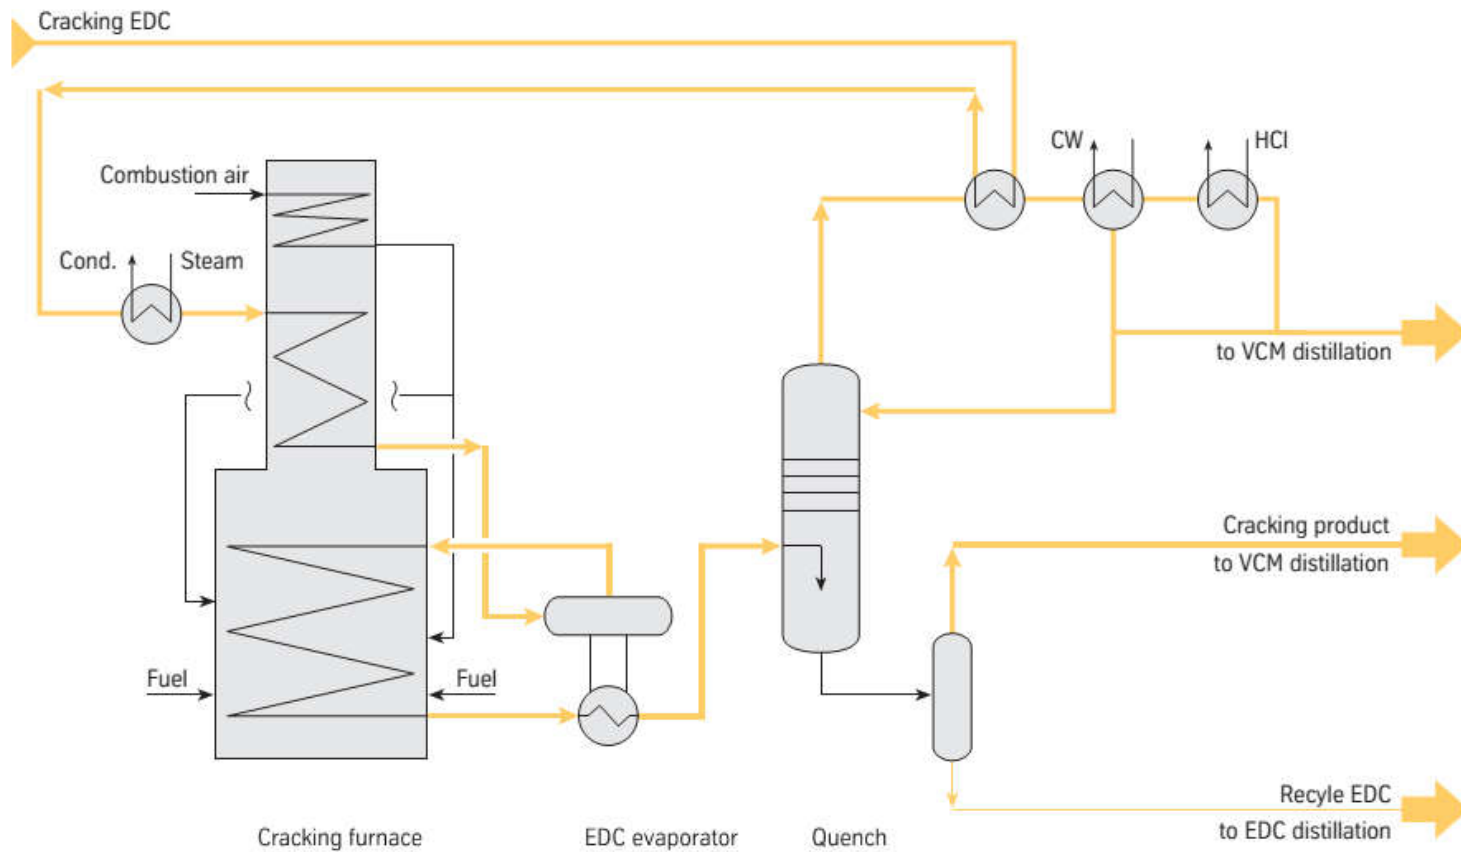 Cracking EDC
CW
HCl
Combustion air
Cond.
Steam
to VCM distillation
Cracking product
to VCM distillation
Fuel
Fuel
Recyle EDC
to EDC distillation
Cracking furnace
EDC evaporator
Quench